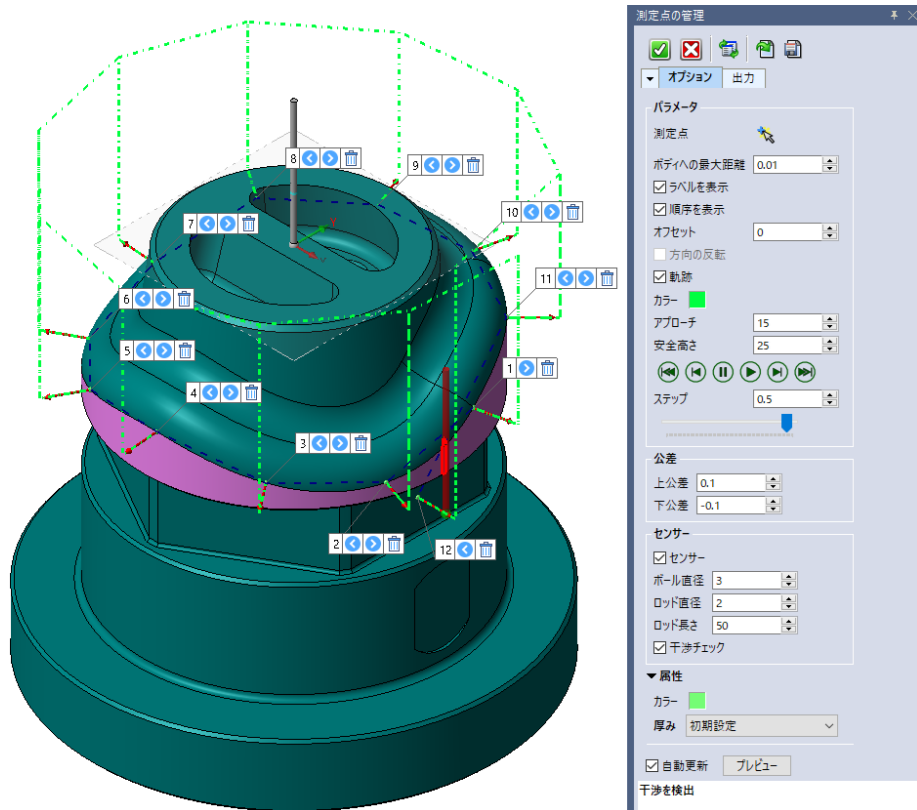 測定点の管理
オプション 出力
パラメータ
測定点
ボディへの最大距離 0.01
ラベルを表示
順序を表示
オフセット 0
方向の反転
軌跡
カラー
アプローチ 15
安全高さ 25
ステップ 0.5
公差
上公差 0.1
下公差 -0.1
センサー
センサー
ボール直径 3
ロッド直径 2
ロッド長さ 50
干渉チェック
属性
カラー
厚み 初期設定
自動更新 プレビュー
干渉を検出
8
9
7
10
11
6
5
1
4
3
2
12